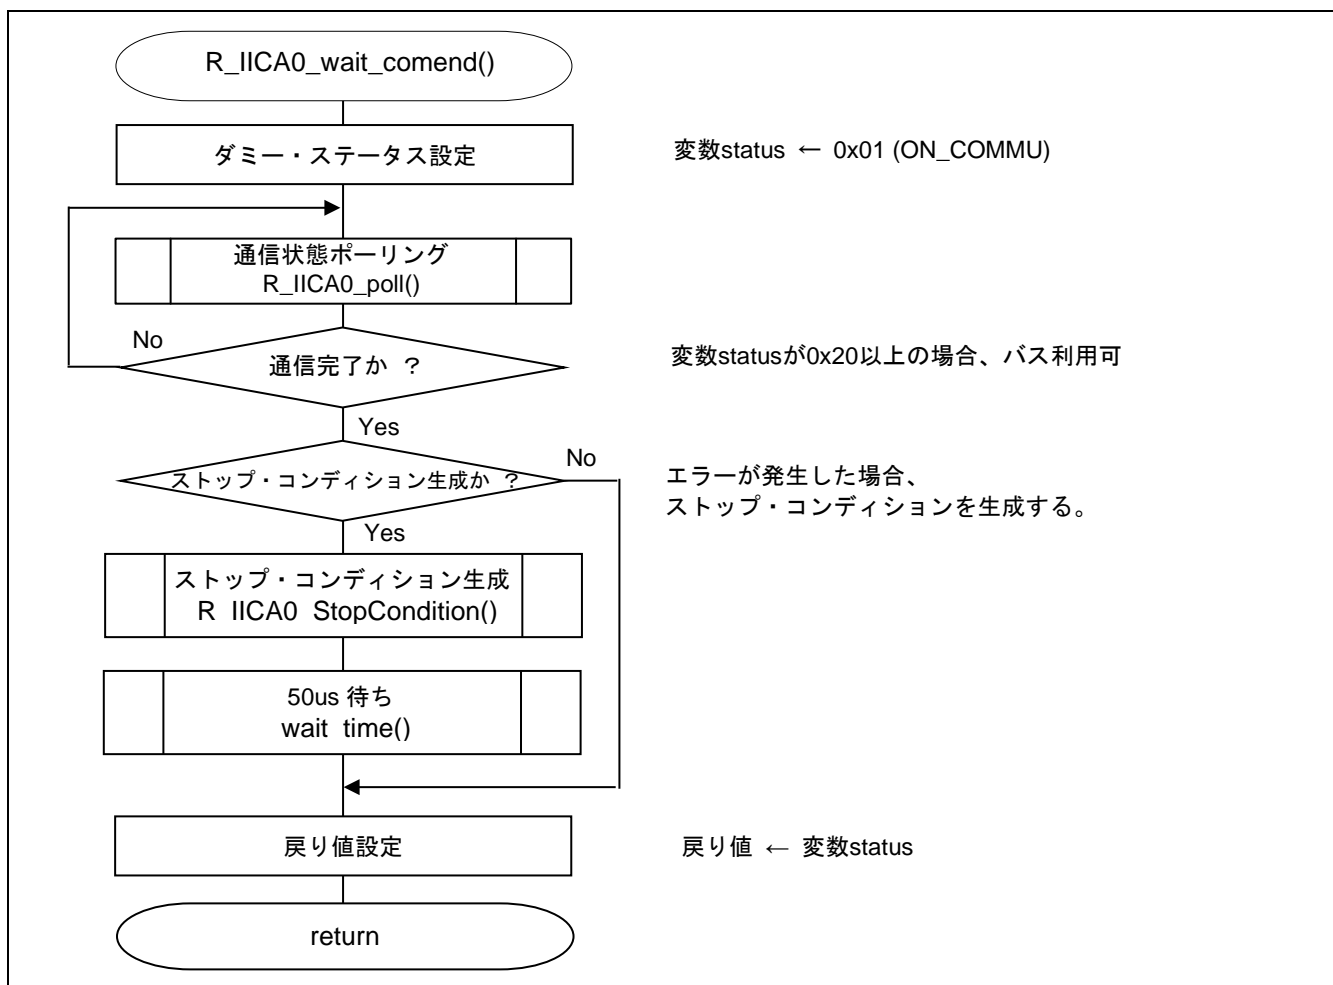 R_IICA0_wait_comend()
ダミー・ステータス設定
変数status ← 0x01 (ON_COMMU)
通信状態ポーリング
R_IICA0_poll()
No
通信完了か ?
変数statusが0x20以上の場合、バス利用可
Yes
ストップ・コンディション生成か ?
No
エラーが発生した場合、
ストップ・コンディションを生成する。
Yes
ストップ・コンディション生成
R IICA0 StopCondition()
50us 待ち
wait time()
戻り値設定
戻り値 ← 変数status
return